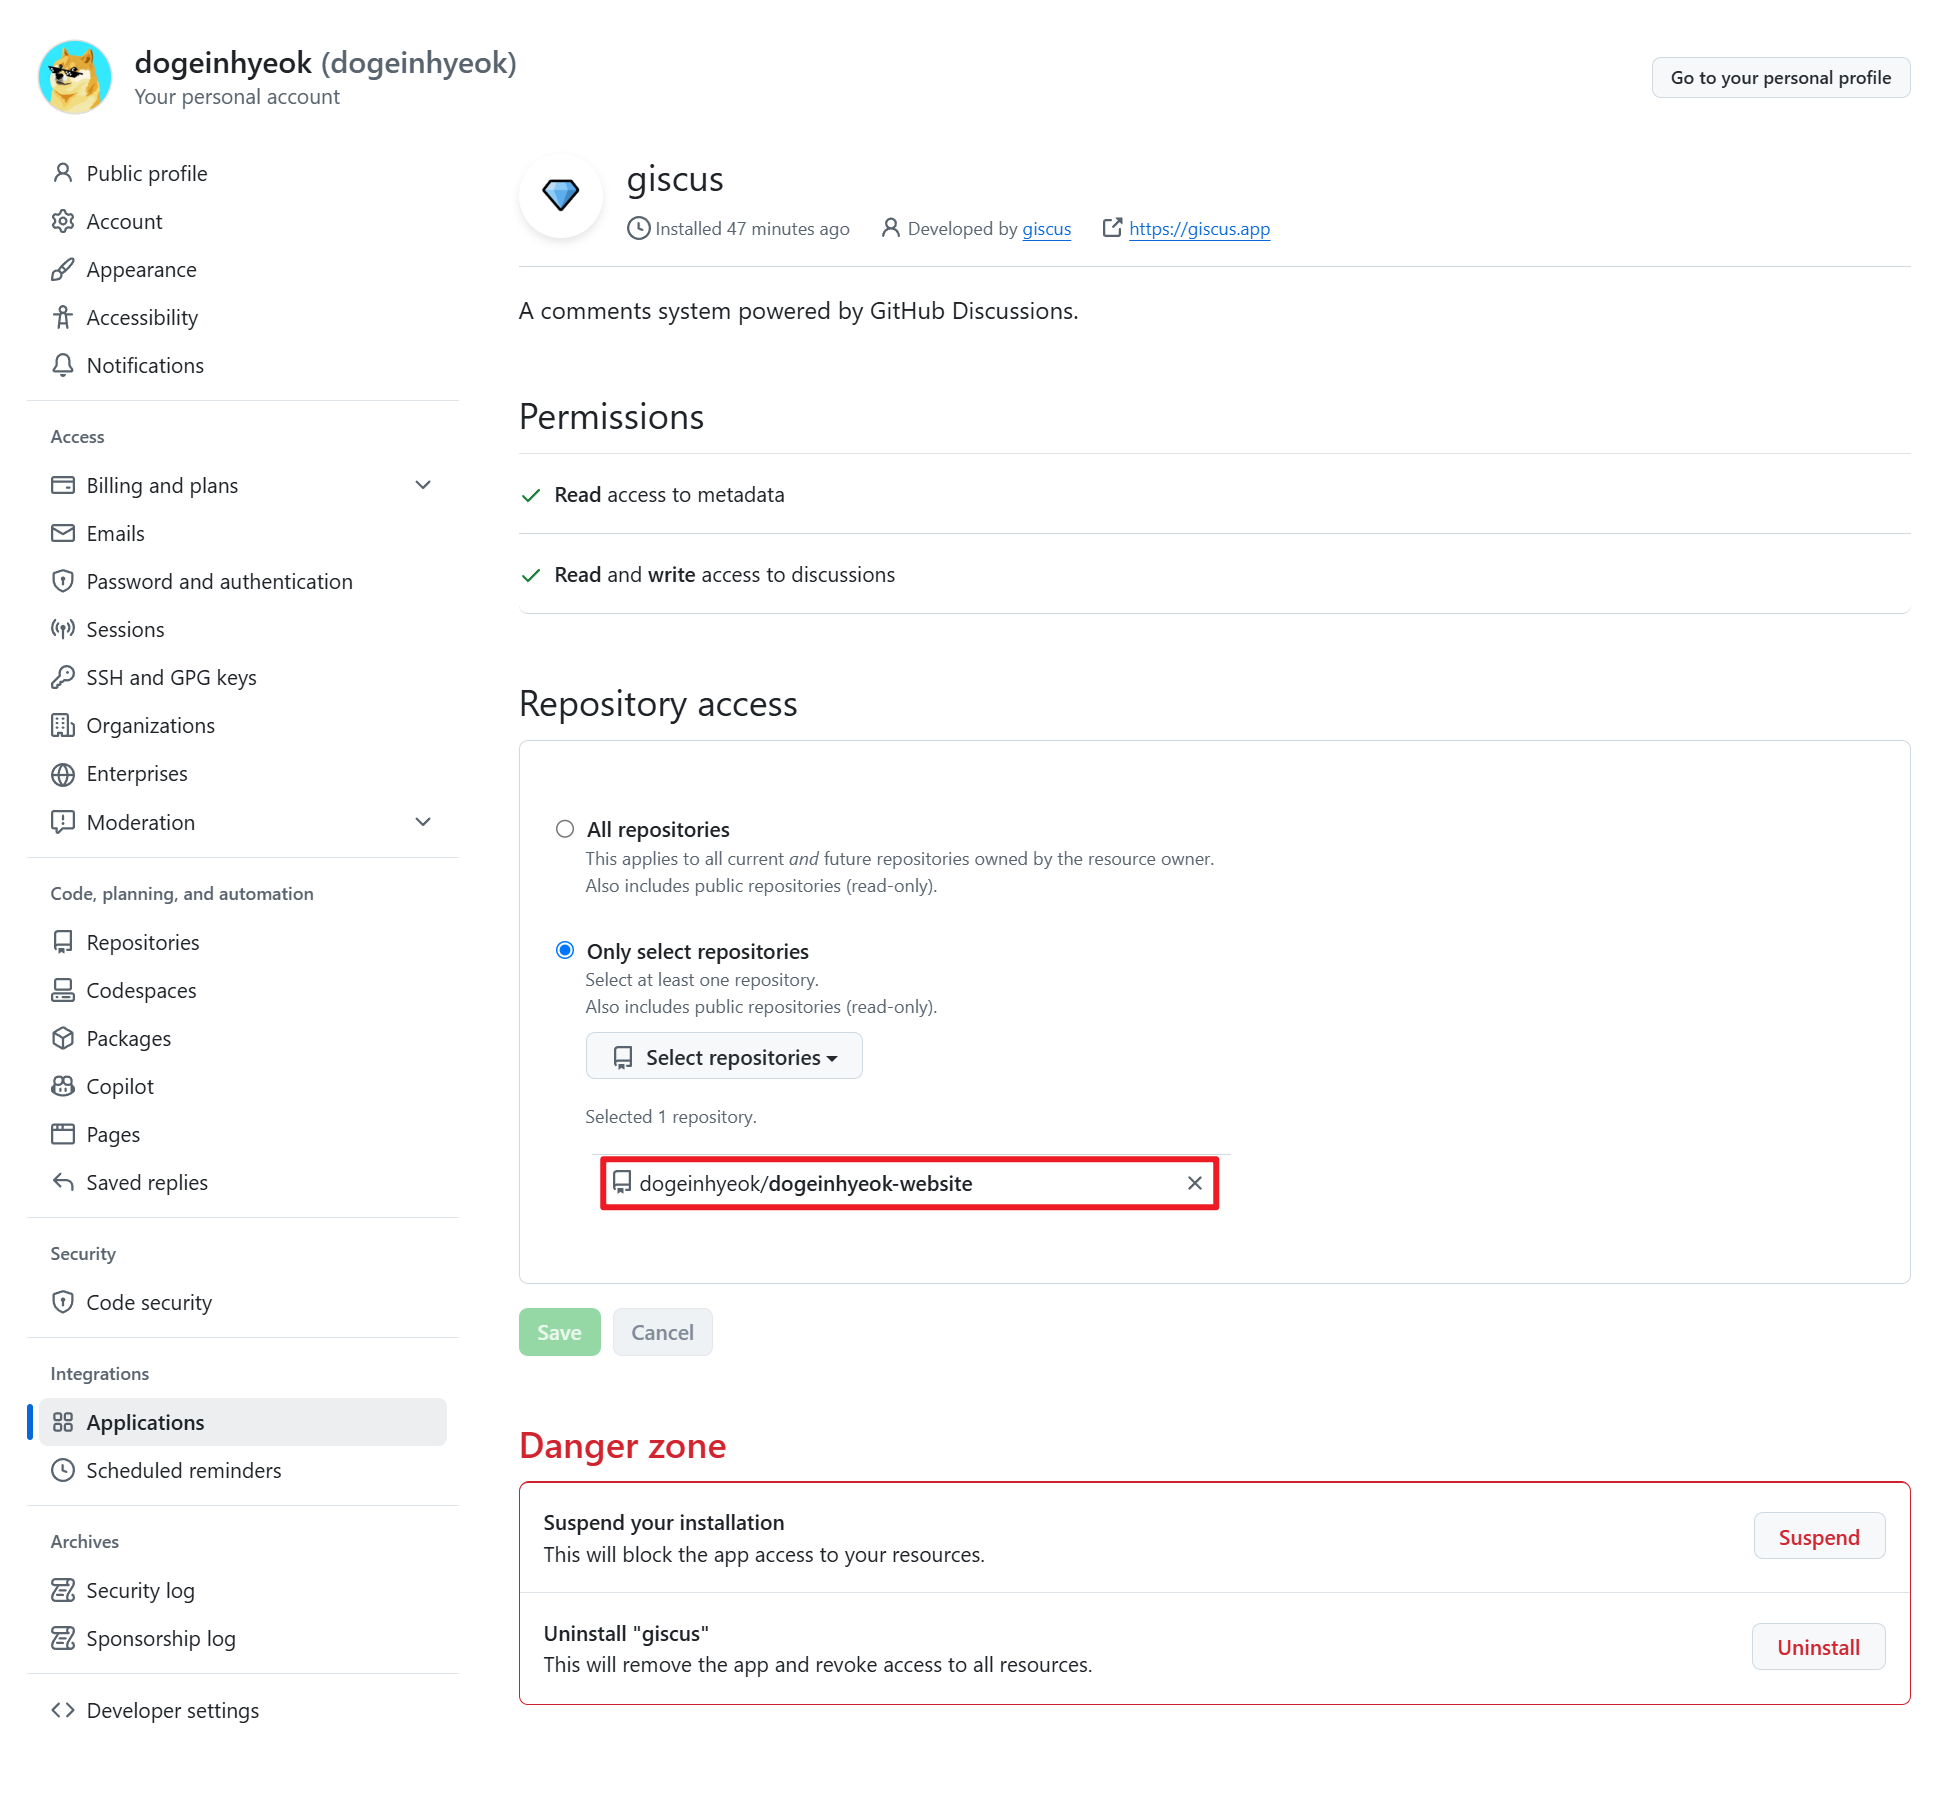 dogeinhyeok (dogeinhyeok)
Your personal account
Go to your personal profile
Public profile
Account
Appearance
Accessibility
Notifications
Access
Billing and plans
Emails
Password and authentication
Sessions
SSH and GPG keys
Organizations
Enterprises
Moderation
Code, planning, and automation
Repositories
Codespaces
Packages
Copilot
Pages
Saved replies
Security
Code security
Integrations
Applications
Scheduled reminders
Archives
Security log
Sponsorship log
Developer settings
giscus
Installed 47 minutes ago Developed by giscus https://giscus.app
A comments system powered by GitHub Discussions.
Permissions
Read access to metadata
Read and write access to discussions
Repository access
All repositories
This applies to all current and future repositories owned by the resource owner.
Also includes public repositories (read-only).
Only select repositories
Select at least one repository.
Also includes public repositories (read-only).
Select repositories
Selected 1 repository.
dogeinhyeok/dogeinhyeok-website
Save Cancel
Danger zone
Suspend your installation
This will block the app access to your resources.
Suspend
Uninstall "giscus"
This will remove the app and revoke access to all resources.
Uninstall